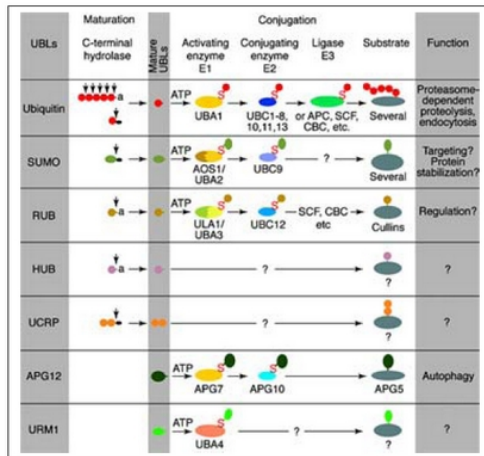 UBLs
Maturation
C-terminal
hydrolase
Mature
UBLs
Conjugation
Activating
enzyme
E1
Conjugating
enzyme
E2
Ligase
E3
Substrate
Function
Ubiquitin
a
ATP
S
UBA1
S
UBC1-8,
10,11,13
S
or APC, SCF,
CBC, etc.
Several
Proteasome-
dependent
proteolysis,
endocytosis
SUMO
ATP
S
AOS1/
UBA2
S
UBC9
?
Several
Targeting?
Protein
stabilization?
RUB
a
ATP
S
ULA1/
UBA3
S
UBC12
SCF, CBC
etc
Cullins
Regulation?
HUB
a
?
?
?
UCRP
?
?
?
APG12
ATP
S
APG7
S
APG10
APG5
Autophagy
URM1
ATP
S
UBA4
?
?
?